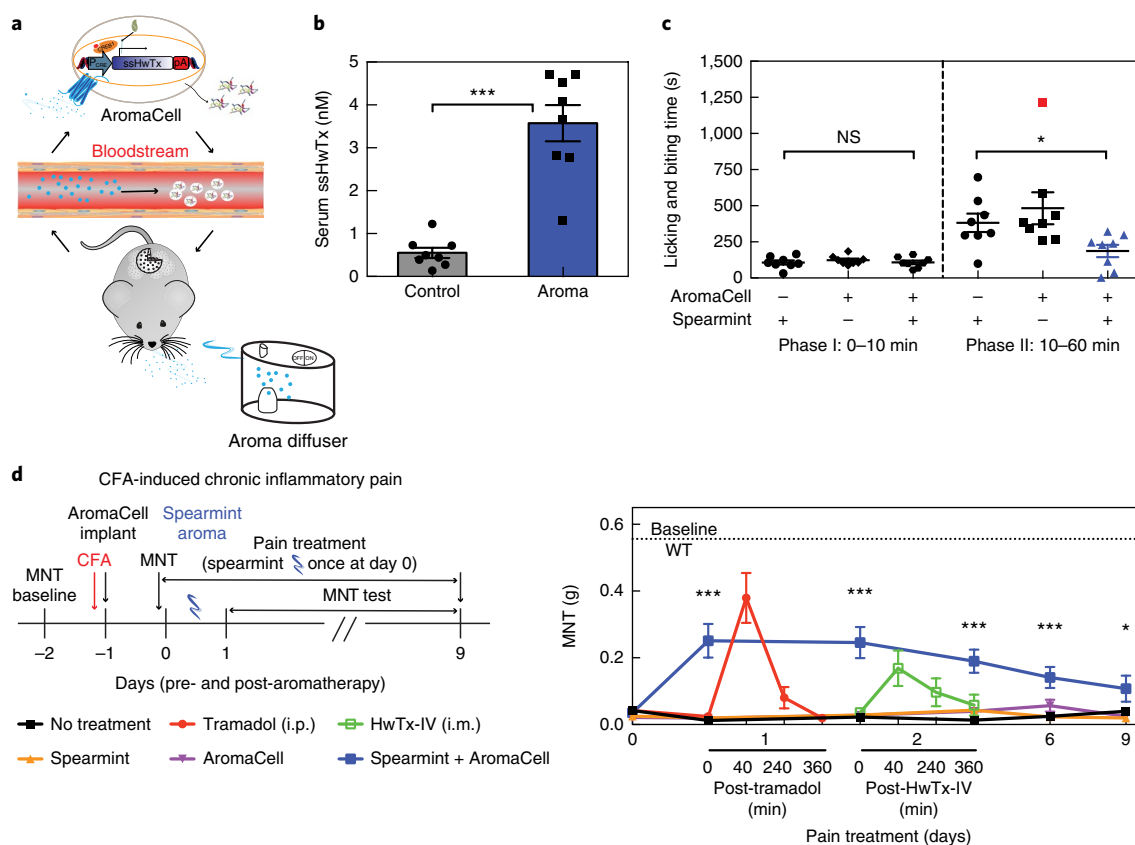 a
CREB1
P_CRE
ssHwTx
pA
AromaCell
Bloodstream
OFF ON
Aroma diffuser
b
Serum ssHwTx (nM)
5
4
3
2
1
0
***
Control
Aroma
c
Licking and biting time (s)
1,500
1,250
1,000
750
500
250
0
NS
*
AromaCell − + + − + +
Spearmint + − + + − +
Phase I: 0–10 min
Phase II: 10–60 min
d
CFA-induced chronic inflammatory pain
AromaCell
implant
Spearmint
aroma
CFA
MNT
Pain treatment
(spearmint once at day 0)
MNT
baseline
MNT test
−2 −1 0 1 // 9
Days (pre- and post-aromatherapy)
No treatment
Tramadol (i.p.)
HwTx-IV (i.m.)
Spearmint
AromaCell
Spearmint + AromaCell
MNT (g)
0.6
0.4
0.2
0.0
Baseline
WT
***
***
***
***
*
0 1 2 6 9
0 40 240 360
0 40 240 360
Post-tramadol
(min)
Post-HwTx-IV
(min)
Pain treatment (days)